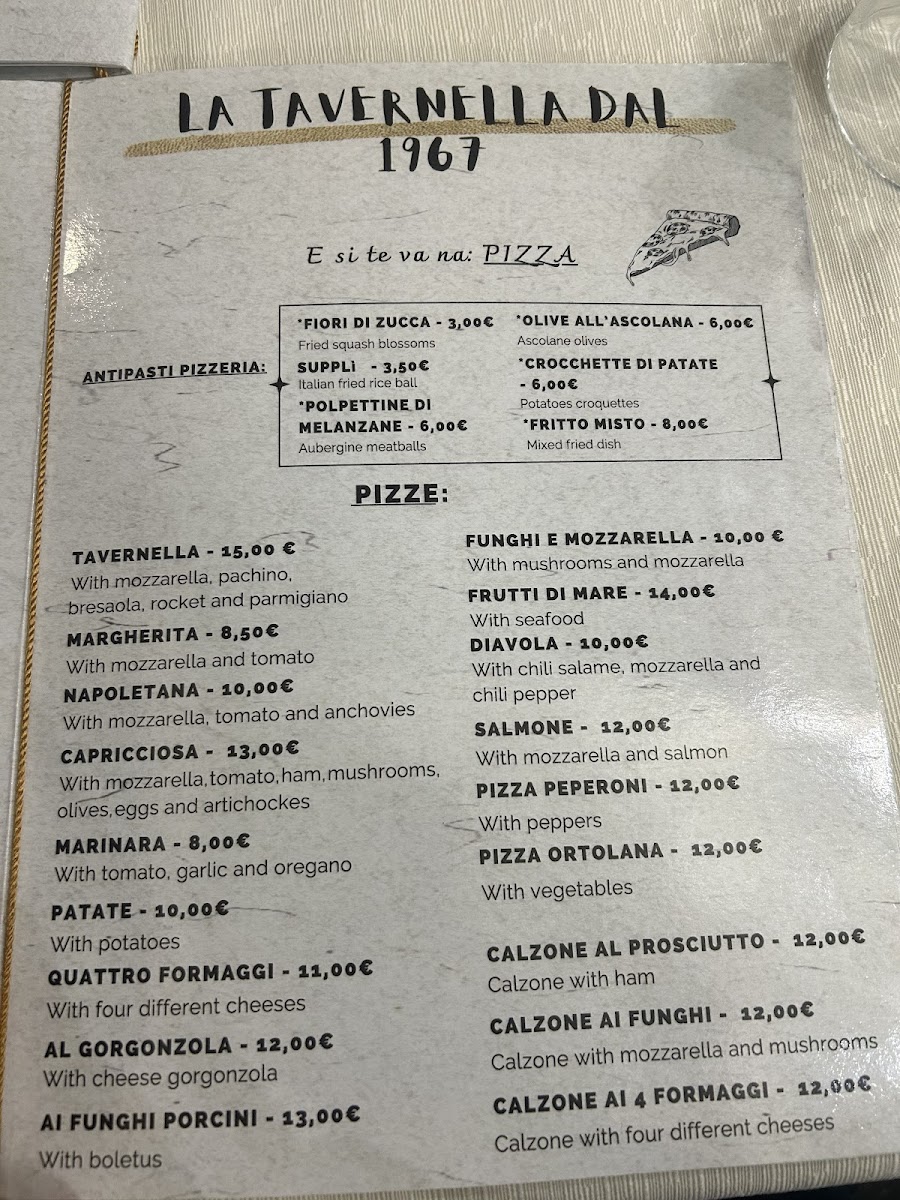 LA TAVERNELLA DAL
1967
E si te va na: PIZZA
ANTIPASTI PIZZERIA:
*FIORI DI ZUCCA - 3,00€
Fried squash blossoms
SUPPLÌ - 3,50€
Italian fried rice ball
*POLPETTINE DI
MELANZANE - 6,00€
Aubergine meatballs
*OLIVE ALL'ASCOLANA - 6,00€
Ascolane olives
*CROCCHETTE DI PATATE
- 6,00€
Potatoes croquettes
*FRITTO MISTO - 8,00€
Mixed fried dish
PIZZE:
TAVERNELLA - 15,00 €
With mozzarella, pachino,
bresaola, rocket and parmigiano
MARGHERITA - 8,50€
With mozzarella and tomato
NAPOLETANA - 10,00€
With mozzarella, tomato and anchovies
CAPRICCIOSA - 13,00€
With mozzarella,tomato,ham,mushrooms,
olives,eggs and artichockes
MARINARA - 8,00€
With tomato, garlic and oregano
PATATE - 10,00€
With potatoes
QUATTRO FORMAGGI - 11,00€
With four different cheeses
AL GORGONZOLA - 12,00€
With cheese gorgonzola
AI FUNGHI PORCINI - 13,00€
With boletus
FUNGHI E MOZZARELLA - 10,00 €
With mushrooms and mozzarella
FRUTTI DI MARE - 14,00€
With seafood
DIAVOLA - 10,00€
With chili salame, mozzarella and
chili pepper
SALMONE - 12,00€
With mozzarella and salmon
PIZZA PEPERONI - 12,00€
With peppers
PIZZA ORTOLANA - 12,00€
With vegetables
CALZONE AL PROSCIUTTO - 12,00€
Calzone with ham
CALZONE AI FUNGHI - 12,00€
Calzone with mozzarella and mushrooms
CALZONE AI 4 FORMAGGI - 12,00€
Calzone with four different cheeses